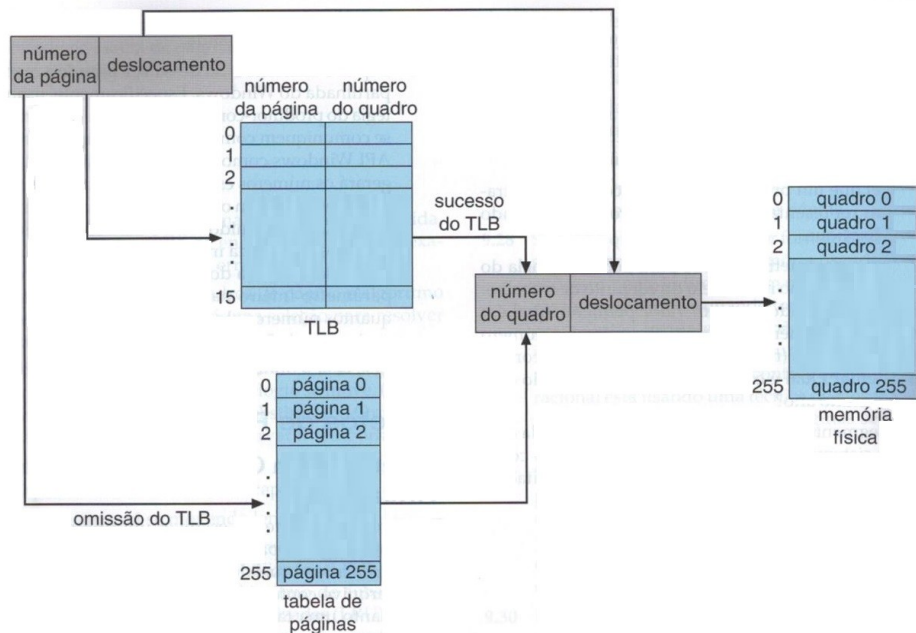 número
da página
deslocamento
número
da página
número
do quadro
0
1
2
15
TLB
sucesso
do TLB
número
do quadro
deslocamento
0
quadro 0
1
quadro 1
2
quadro 2
255
quadro 255
memória
física
0
página 0
1
página 1
2
página 2
omissão do TLB
255
página 255
tabela de
páginas